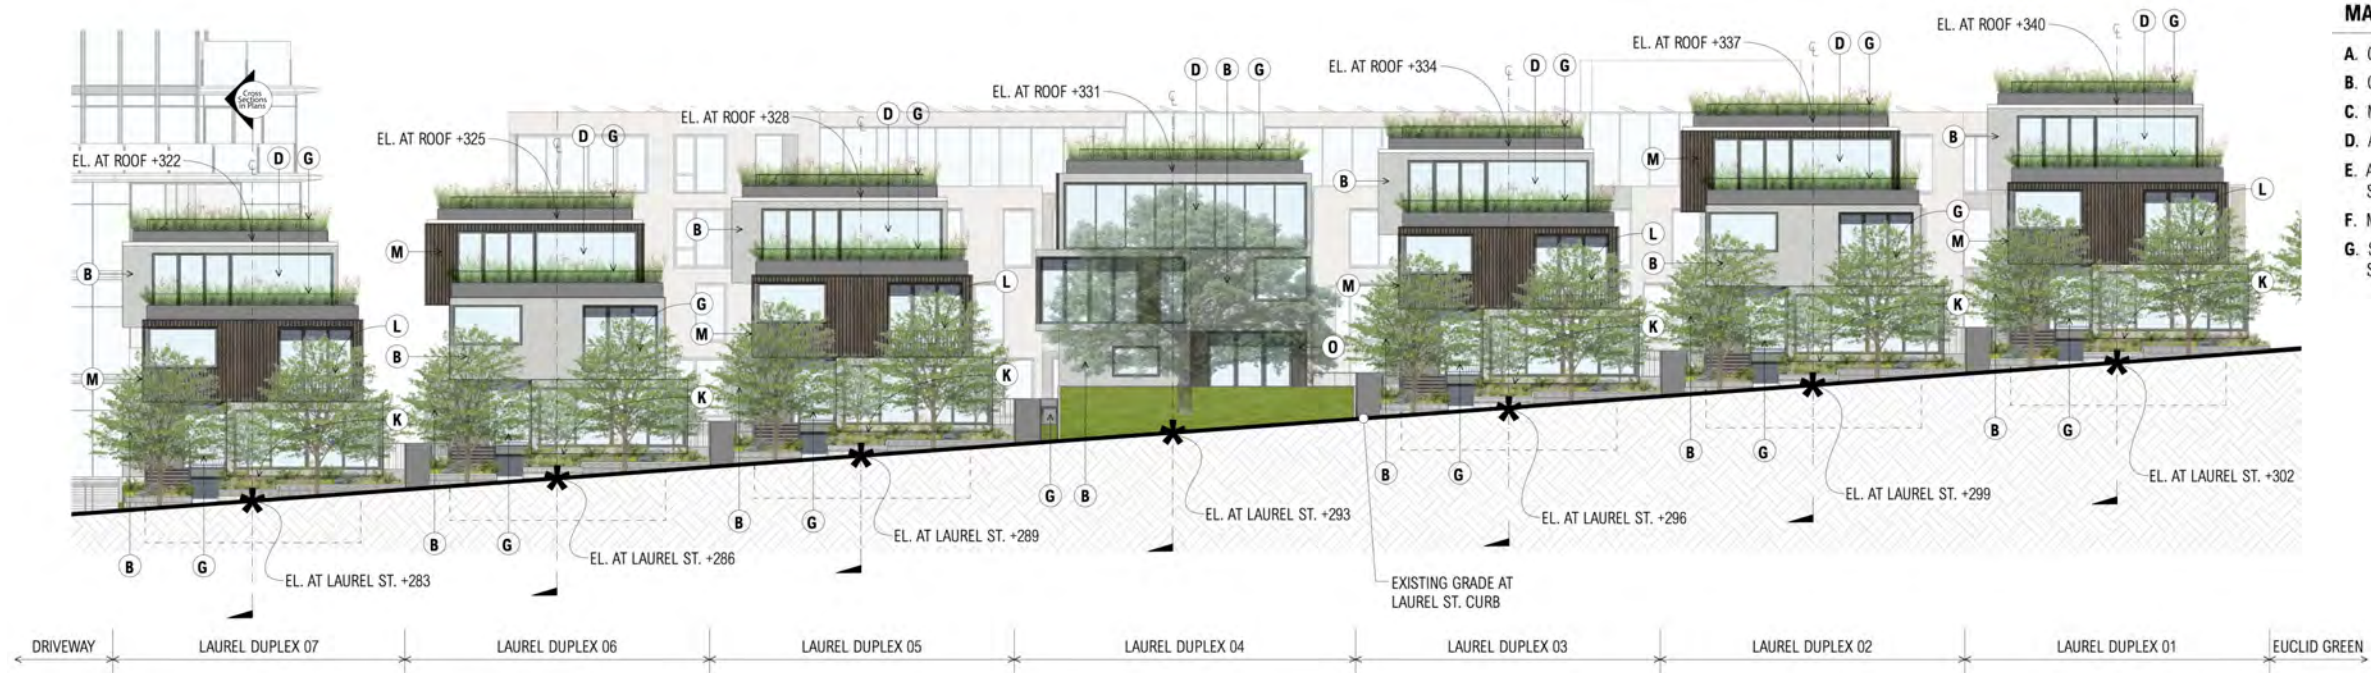 MA
A.
B.
C.
D. A
E. A
S
F.
G. S
S
Cross
Sections
in Plans
EL. AT ROOF +322
D
G
EL. AT ROOF +325
D
G
EL. AT ROOF +328
D
G
EL. AT ROOF +331
D
B
G
EL. AT ROOF +334
D
G
EL. AT ROOF +337
D
G
EL. AT ROOF +340
D
G
B
L
M
K
B
G
M
G
B
K
B
G
B
L
M
K
B
G
O
G
B
B
L
M
K
B
G
M
G
B
K
B
G
B
L
M
K
B
G
EL. AT LAUREL ST. +283
EL. AT LAUREL ST. +286
EL. AT LAUREL ST. +289
EL. AT LAUREL ST. +293
EL. AT LAUREL ST. +296
EL. AT LAUREL ST. +299
EL. AT LAUREL ST. +302
EXISTING GRADE AT
LAUREL ST. CURB
DRIVEWAY
LAUREL DUPLEX 07
LAUREL DUPLEX 06
LAUREL DUPLEX 05
LAUREL DUPLEX 04
LAUREL DUPLEX 03
LAUREL DUPLEX 02
LAUREL DUPLEX 01
EUCLID GREEN